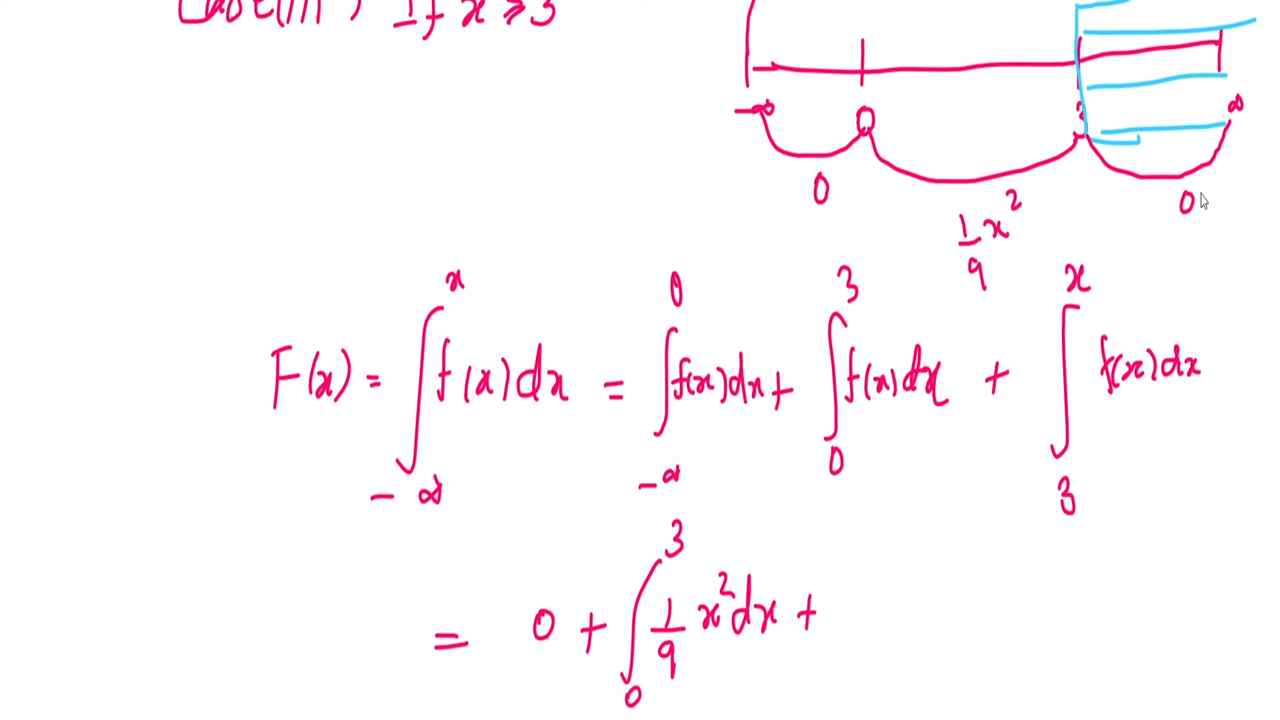 Case(iii) If x ≥ 3
-∞ 0 3 ∞
0 1/9 x² 0
F(x) = ∫_{-∞}^{x} f(x)dx = ∫_{-∞}^{0} f(x)dx + ∫_{0}^{3} f(x)dx + ∫_{3}^{x} f(x)dx
= 0 + ∫_{0}^{3} 1/9 x² dx +